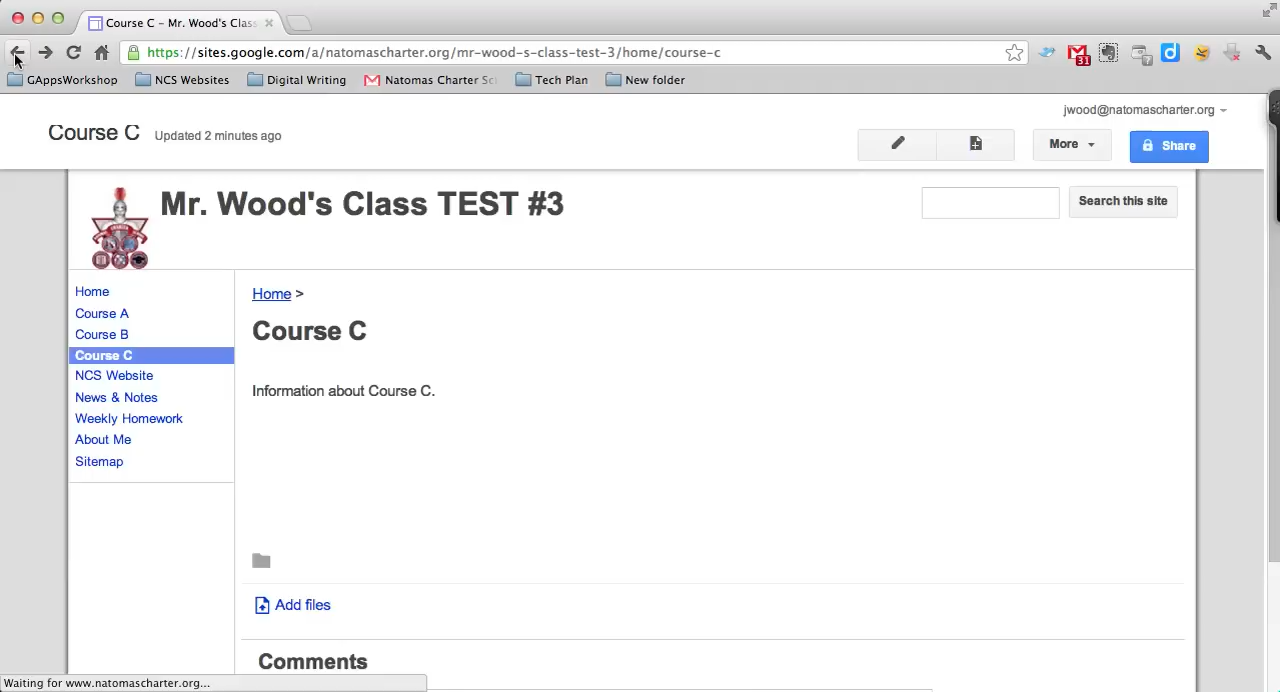 Course C – Mr. Wood's Class
https://sites.google.com/a/natomascharter.org/mr-wood-s-class-test-3/home/course-c
31
GAppsWorkshop
NCS Websites
Digital Writing
Natomas Charter Sc
Tech Plan
New folder
jwood@natomascharter.org
Course C Updated 2 minutes ago
More
Share
Mr. Wood's Class TEST #3
Search this site
Home
Course A
Course B
Course C
NCS Website
News & Notes
Weekly Homework
About Me
Sitemap
Home >
Course C
Information about Course C.
Add files
Comments
Waiting for www.natomascharter.org...